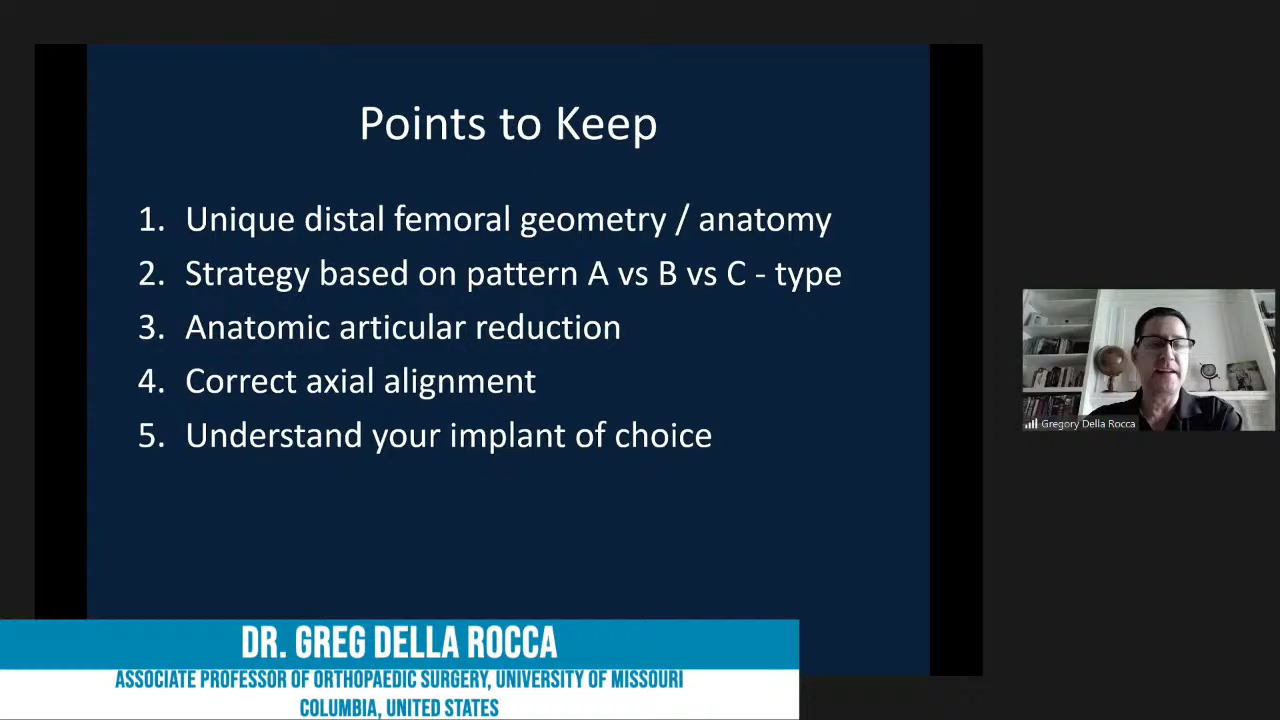 Points to Keep
1. Unique distal femoral geometry / anatomy
2. Strategy based on pattern A vs B vs C - type
3. Anatomic articular reduction
4. Correct axial alignment
5. Understand your implant of choice
Gregory Della Rocca
DR. GREG DELLA ROCCA
ASSOCIATE PROFESSOR OF ORTHOPAEDIC SURGERY, UNIVERSITY OF MISSOURI
COLUMBIA, UNITED STATES